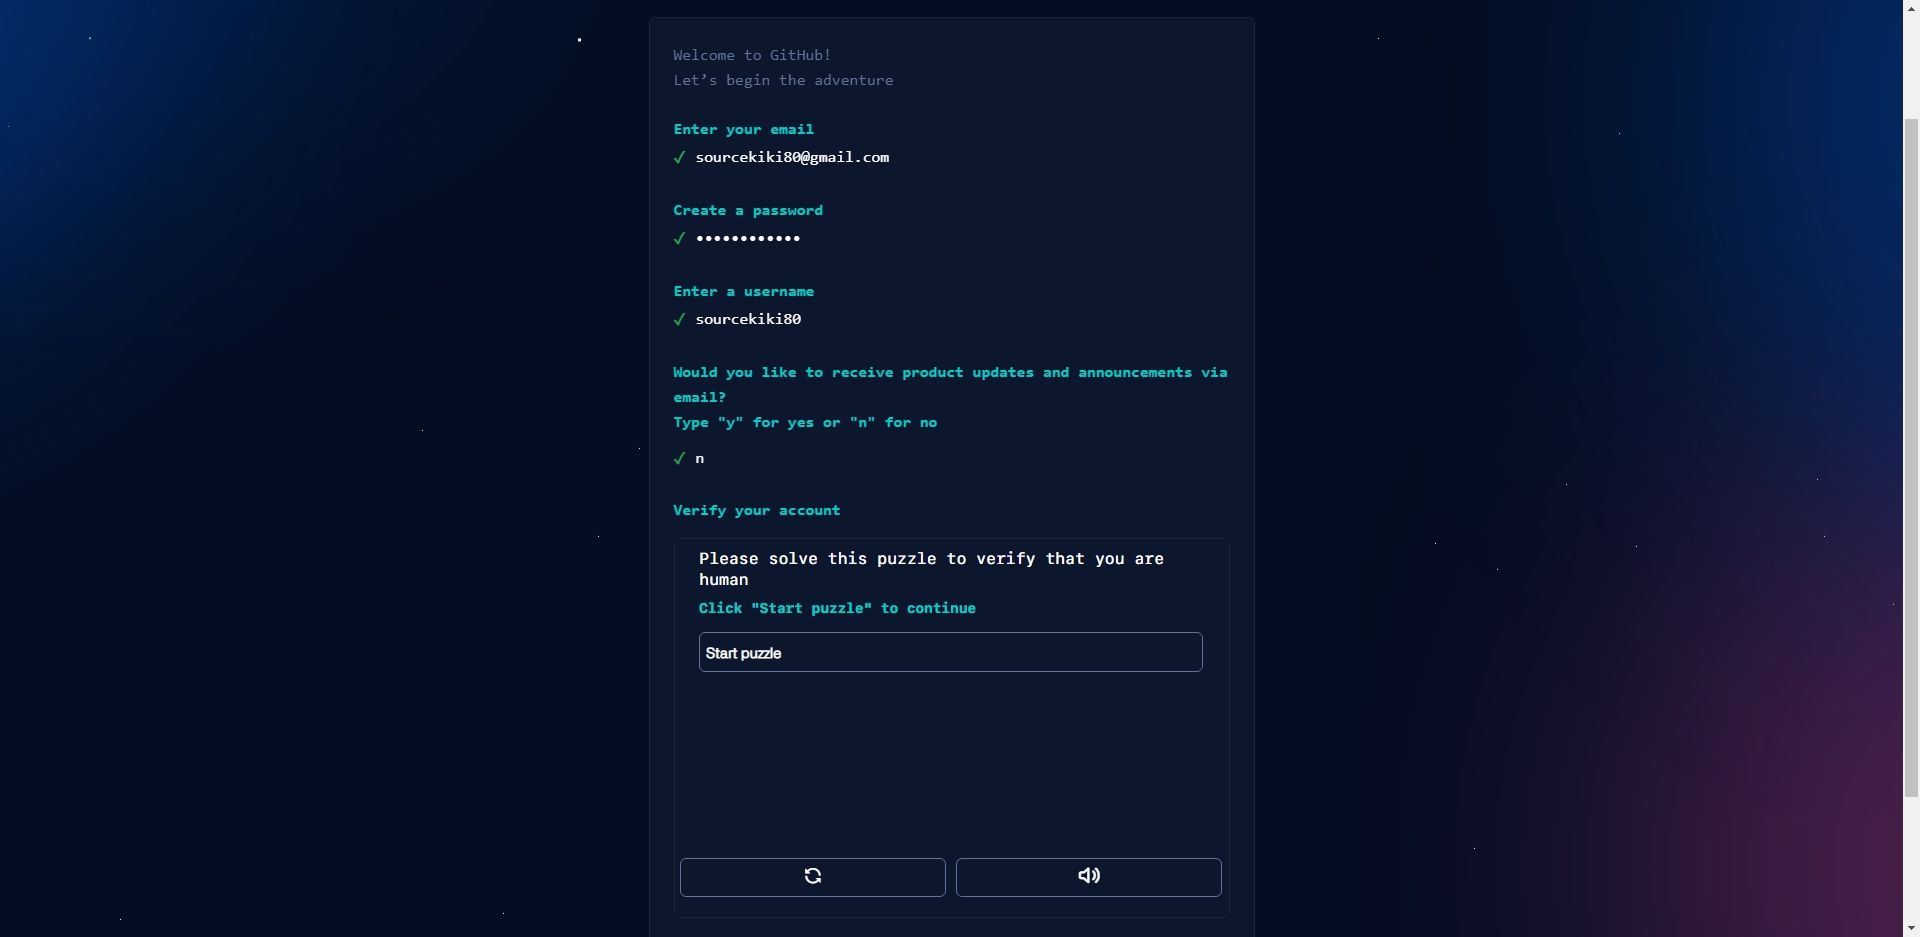 Welcome to GitHub!
Let’s begin the adventure
Enter your email
✓ sourcekiki80@gmail.com
Create a password
✓ ••••••••••••
Enter a username
✓ sourcekiki80
Would you like to receive product updates and announcements via
email?
Type "y" for yes or "n" for no
✓ n
Verify your account
Please solve this puzzle to verify that you are
human
Click "Start puzzle" to continue
Start puzzle